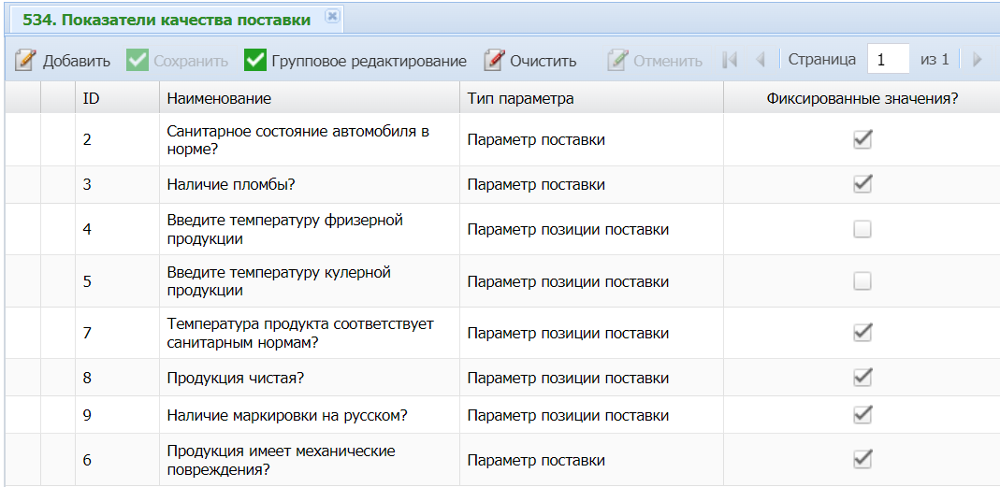 534. Показатели качества поставки
Добавить Сохранить Групповое редактирование Очистить Отменить Страница 1 из 1
ID Наименование Тип параметра Фиксированные значения?
2 Санитарное состояние автомобиля в норме? Параметр поставки
3 Наличие пломбы? Параметр поставки
4 Введите температуру фризерной продукции Параметр позиции поставки
5 Введите температуру кулерной продукции Параметр позиции поставки
7 Температура продукта соответствует санитарным нормам? Параметр позиции поставки
8 Продукция чистая? Параметр позиции поставки
9 Наличие маркировки на русском? Параметр позиции поставки
6 Продукция имеет механические повреждения? Параметр поставки